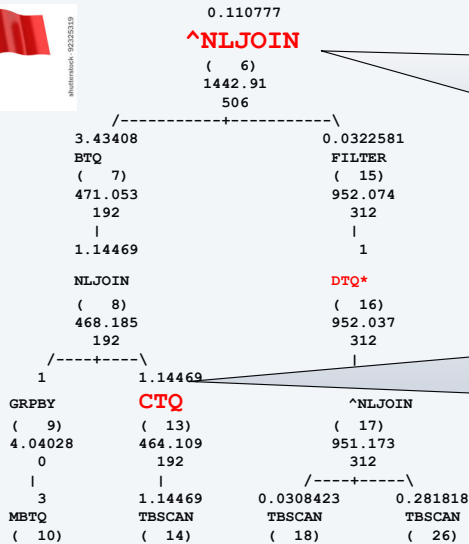 shutterstock · 92325319
0.110777
^NLJOIN
( 6)
1442.91
506
/-----------+-----------\
3.43408 0.0322581
BTQ FILTER
( 7) ( 15)
471.053 952.074
192 312
| |
1.14469 1
NLJOIN DTQ*
( 8) ( 16)
468.185 952.037
192 312
/----+----\ |
1 1.14469
GRPBY CTQ ^NLJOIN
( 9) ( 13) ( 17)
4.04028 464.109 951.173
0 192 312
| | /----+-----\
3 1.14469 0.0308423 0.281818
MBTQ TBSCAN TBSCAN TBSCAN
( 10) ( 14) ( 18) ( 26)